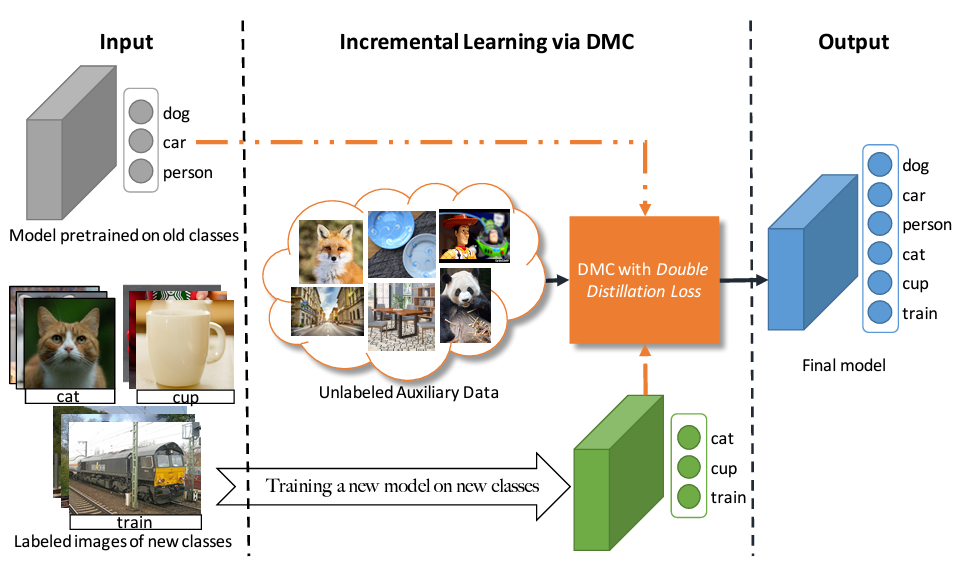 Input
Incremental Learning via DMC
Output
dog
car
person
Model pretrained on old classes
cat
cup
train
Labeled images of new classes
Unlabeled Auxiliary Data
DMC with Double
Distillation Loss
Training a new model on new classes
cat
cup
train
dog
car
person
cat
cup
train
Final model